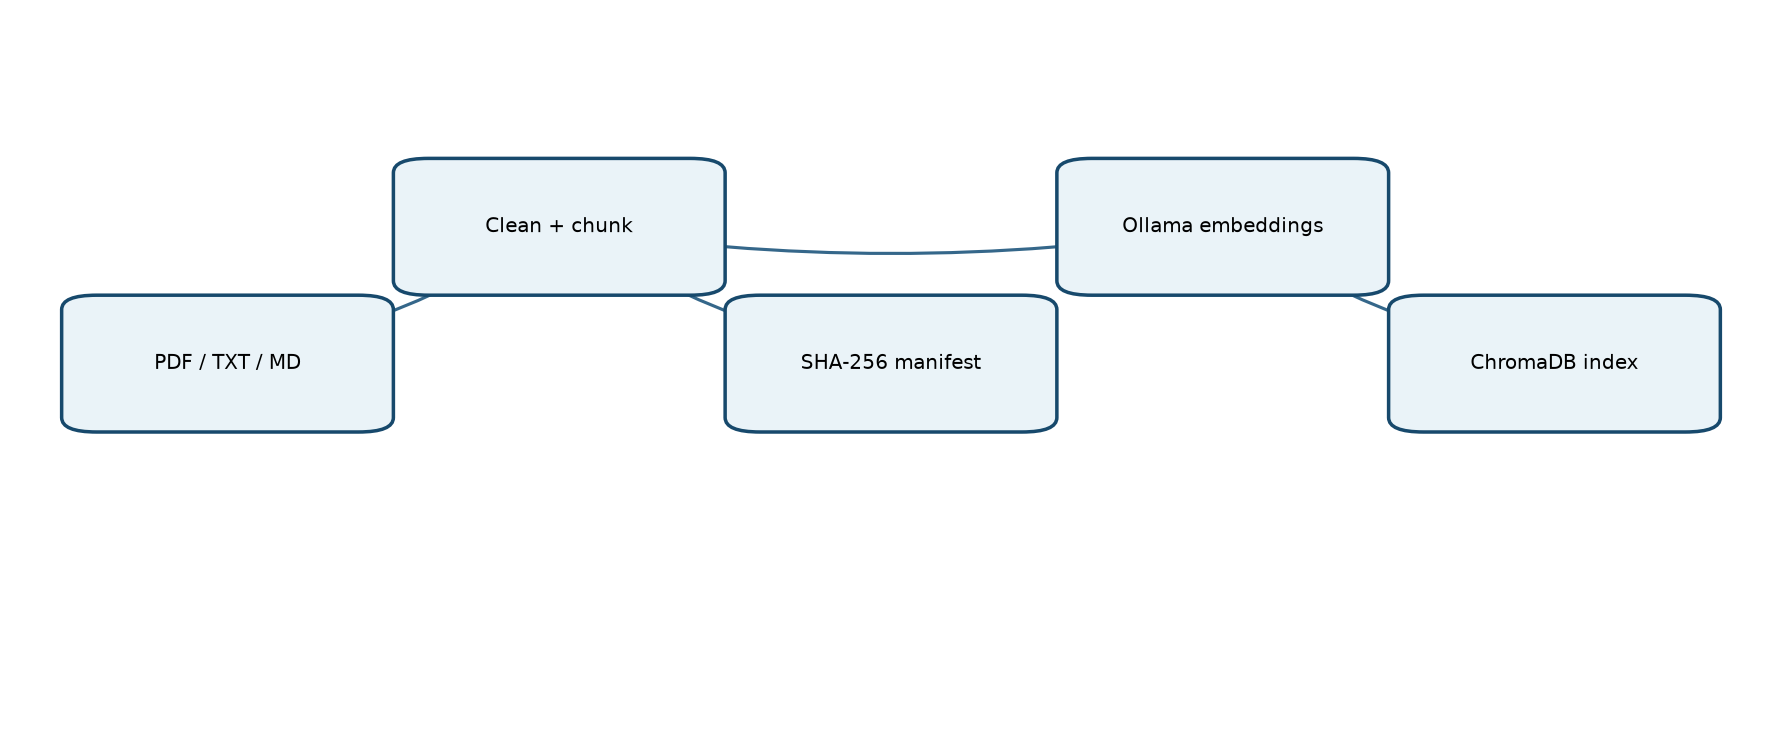 Clean + chunk
Ollama embeddings
PDF / TXT / MD
SHA-256 manifest
ChromaDB index